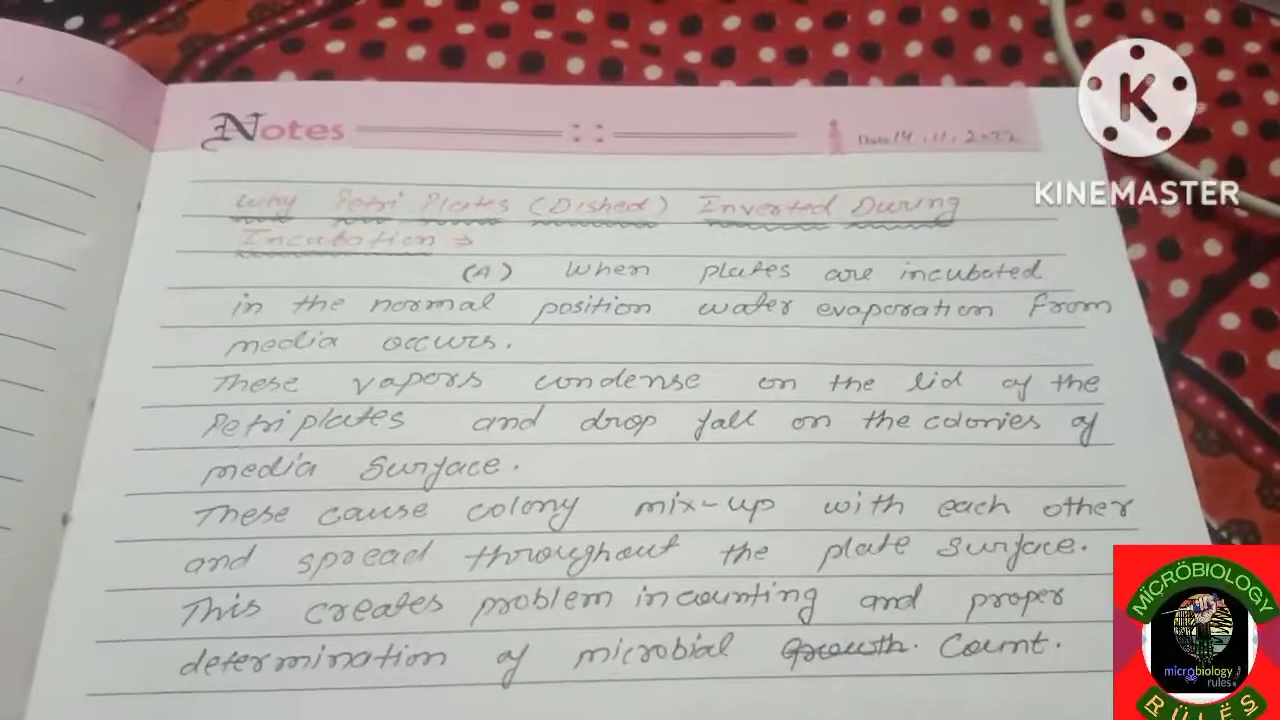 Notes
Date 14.11.2022
Why Petri Plates (Dished) Inverted During
Incubation →
(A) When plates are incubated
in the normal position water evaporation from
media occurs.
These vapors condense on the lid of the
Petriplates and drop fall on the colonies of
media surface.
These cause colony mix-up with each other
and spread throughout the plate surface.
This creates problem in counting and proper
determination of microbial Growth. Count.
K
KINEMASTER
MICRÖBIOLOGY
microbiology
rules
RÜLËS